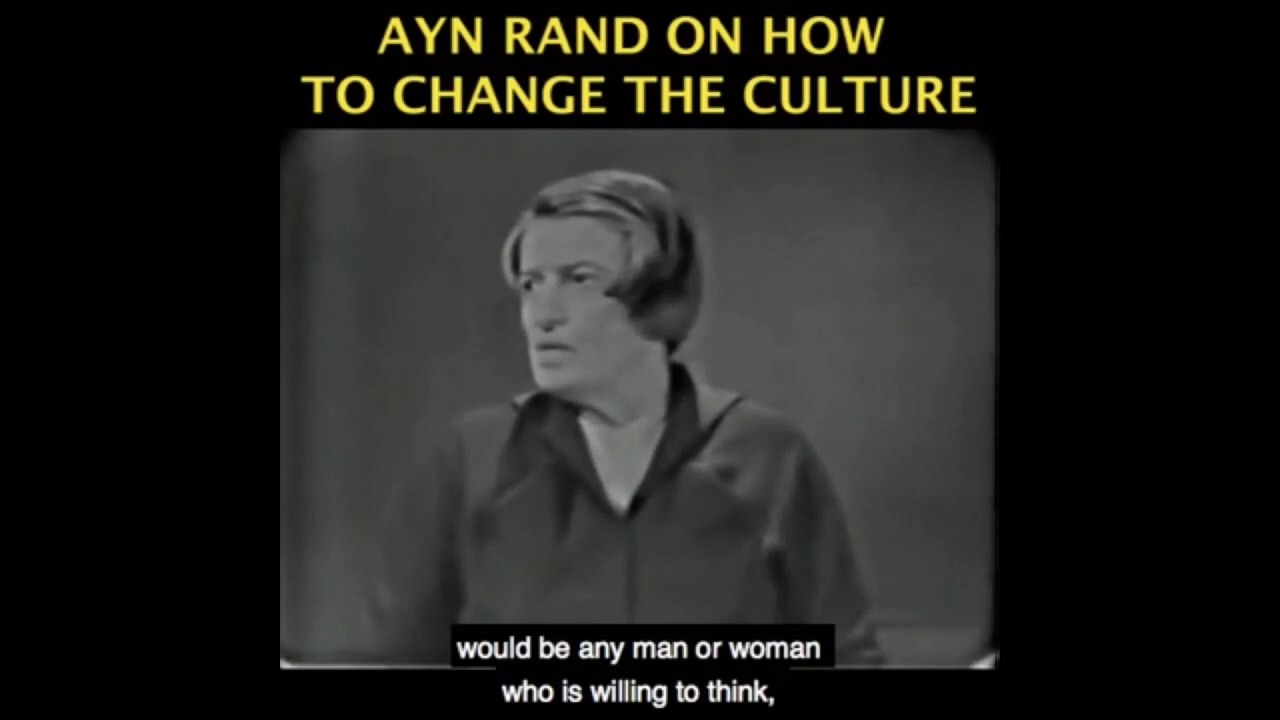 AYN RAND ON HOW
TO CHANGE THE CULTURE
would be any man or woman
who is willing to think,